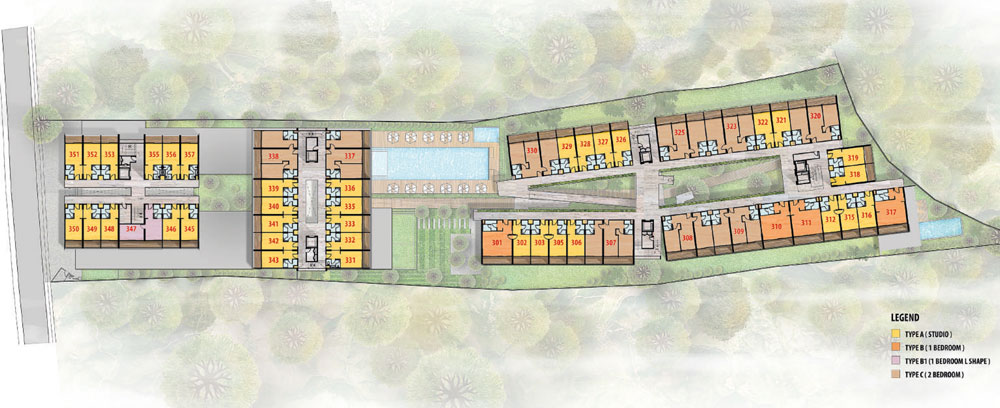 351 352 353 355 356 357
350 349 348 347 346 345
338 337
339 336
340 335
341 333
342 332
343 331
330 329 328 327 326
325 323 322 321 320
319
318
301 302 303 305 306 307
308 309 310 311 312 315 316 317
LEGEND
TYPE A ( STUDIO )
TYPE B ( 1 BEDROOM )
TYPE B1 (1 BEDROOM L SHAPE )
TYPE C ( 2 BEDROOM )